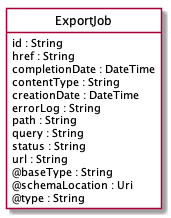 ExportJob
id : String
href : String
completionDate : DateTime
contentType : String
creationDate : DateTime
errorLog : String
path : String
query : String
status : String
url : String
@baseType : String
@schemaLocation : Uri
@type : String